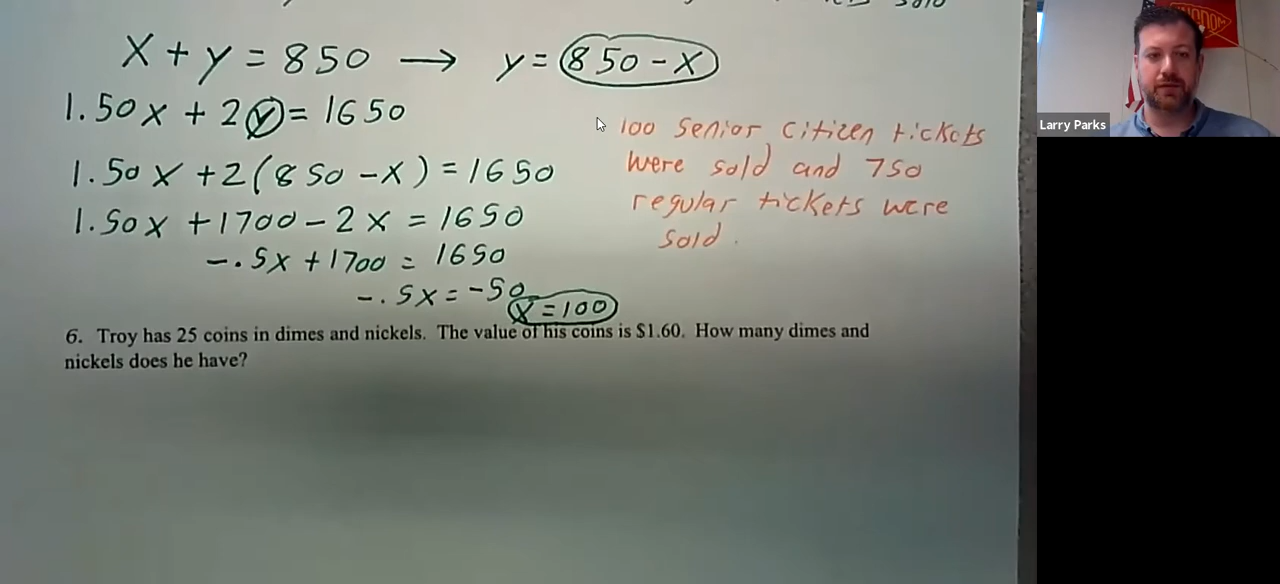 sold
x + y = 850 → y = 850 - x
1.50x + 2y = 1650
1.50x + 2(850 - x) = 1650
1.50x + 1700 - 2x = 1650
-.5x + 1700 = 1650
-.5x = -50
x = 100
100 senior citizen tickets
were sold and 750
regular tickets were
sold.
6. Troy has 25 coins in dimes and nickels. The value of his coins is $1.60. How many dimes and
nickels does he have?
Larry Parks